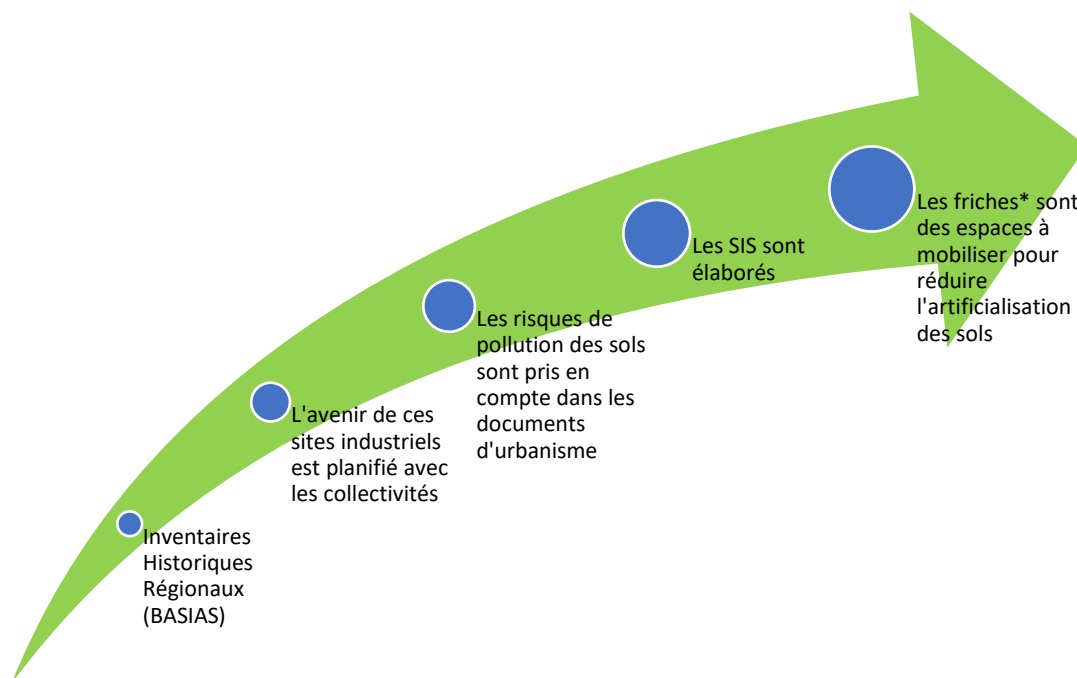 Inventaires
Historiques
Régionaux
(BASIAS)
L'avenir de ces
sites industriels
est planifié avec
les collectivités
Les risques de
pollution des sols
sont pris en
compte dans les
documents
d'urbanisme
Les SIS sont
élaborés
Les friches* sont
des espaces à
mobiliser pour
réduire
l'artificialisation
des sols